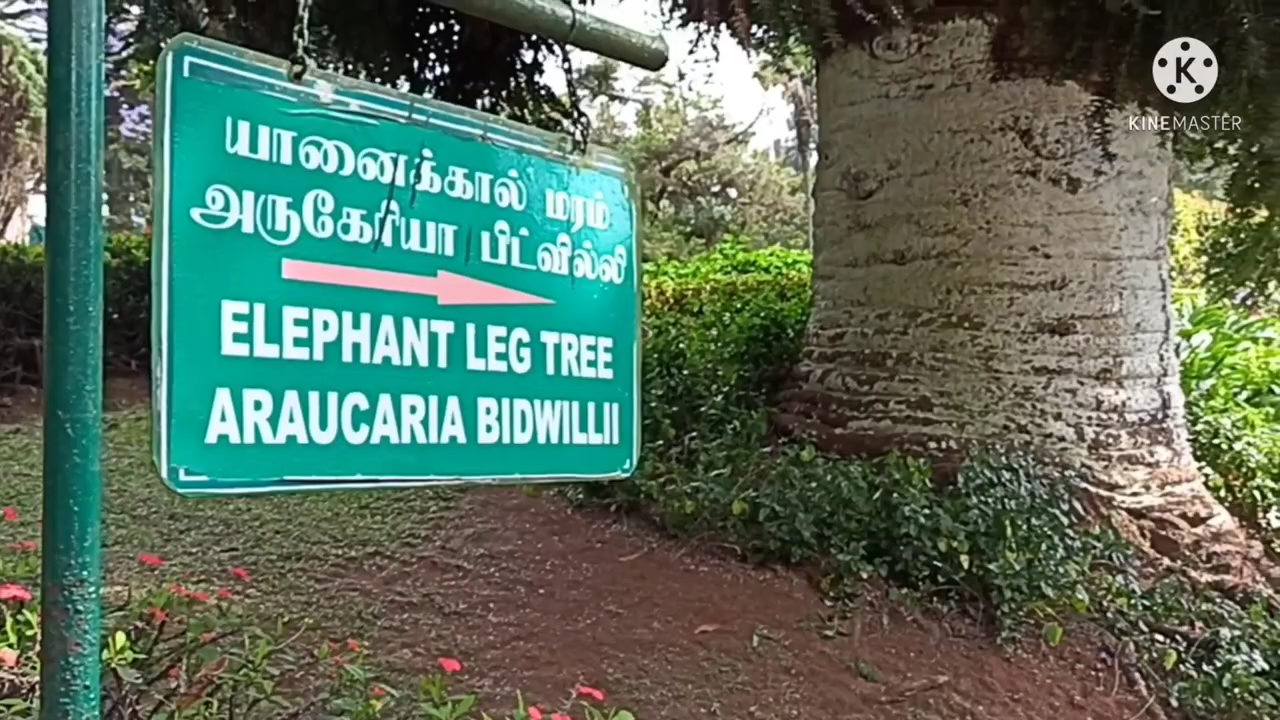 யானைக்கால் மரம்
அருகேரியா பிட்வில்லி
ELEPHANT LEG TREE
ARAUCARIA BIDWILLII
K
KINEMASTER